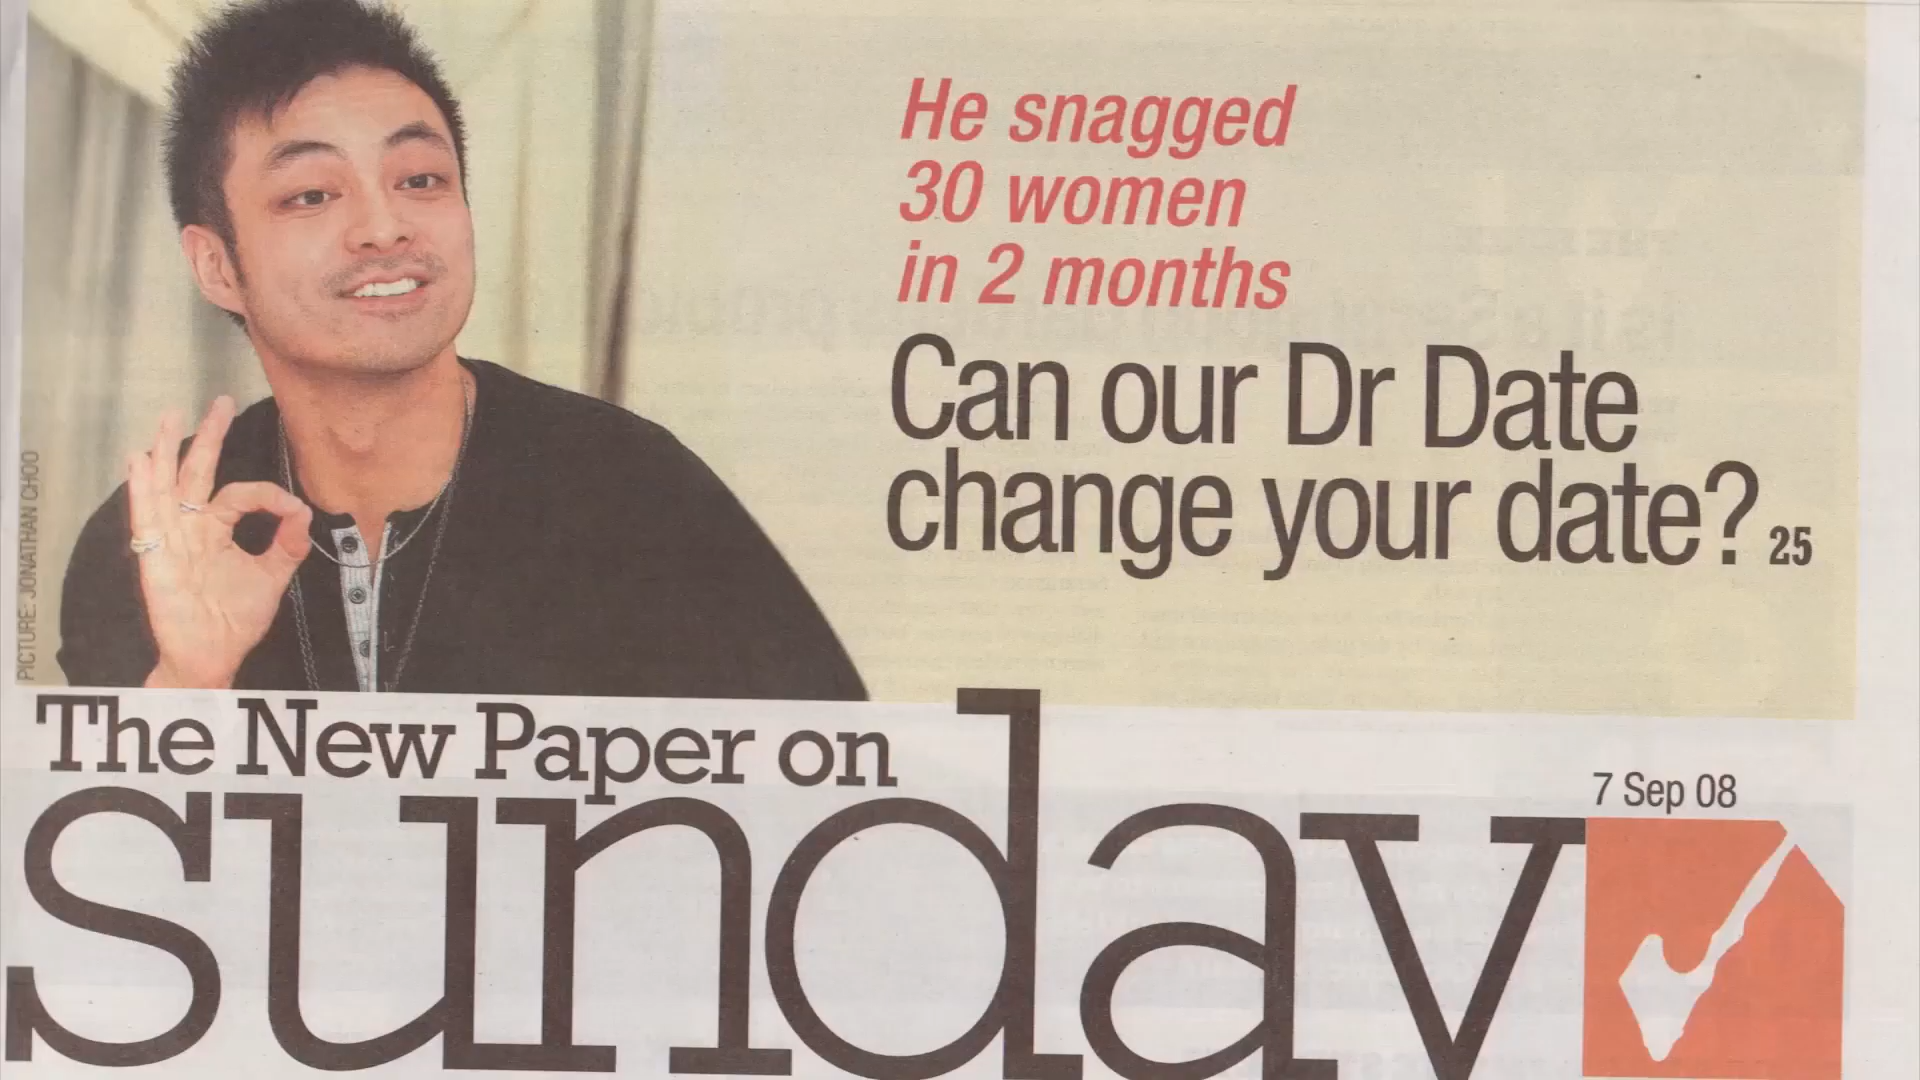 He snagged
30 women
in 2 months
Can our Dr Date
change your date? 25
PICTURE: JONATHAN CHOO
The New Paper on
sunday
7 Sep 08